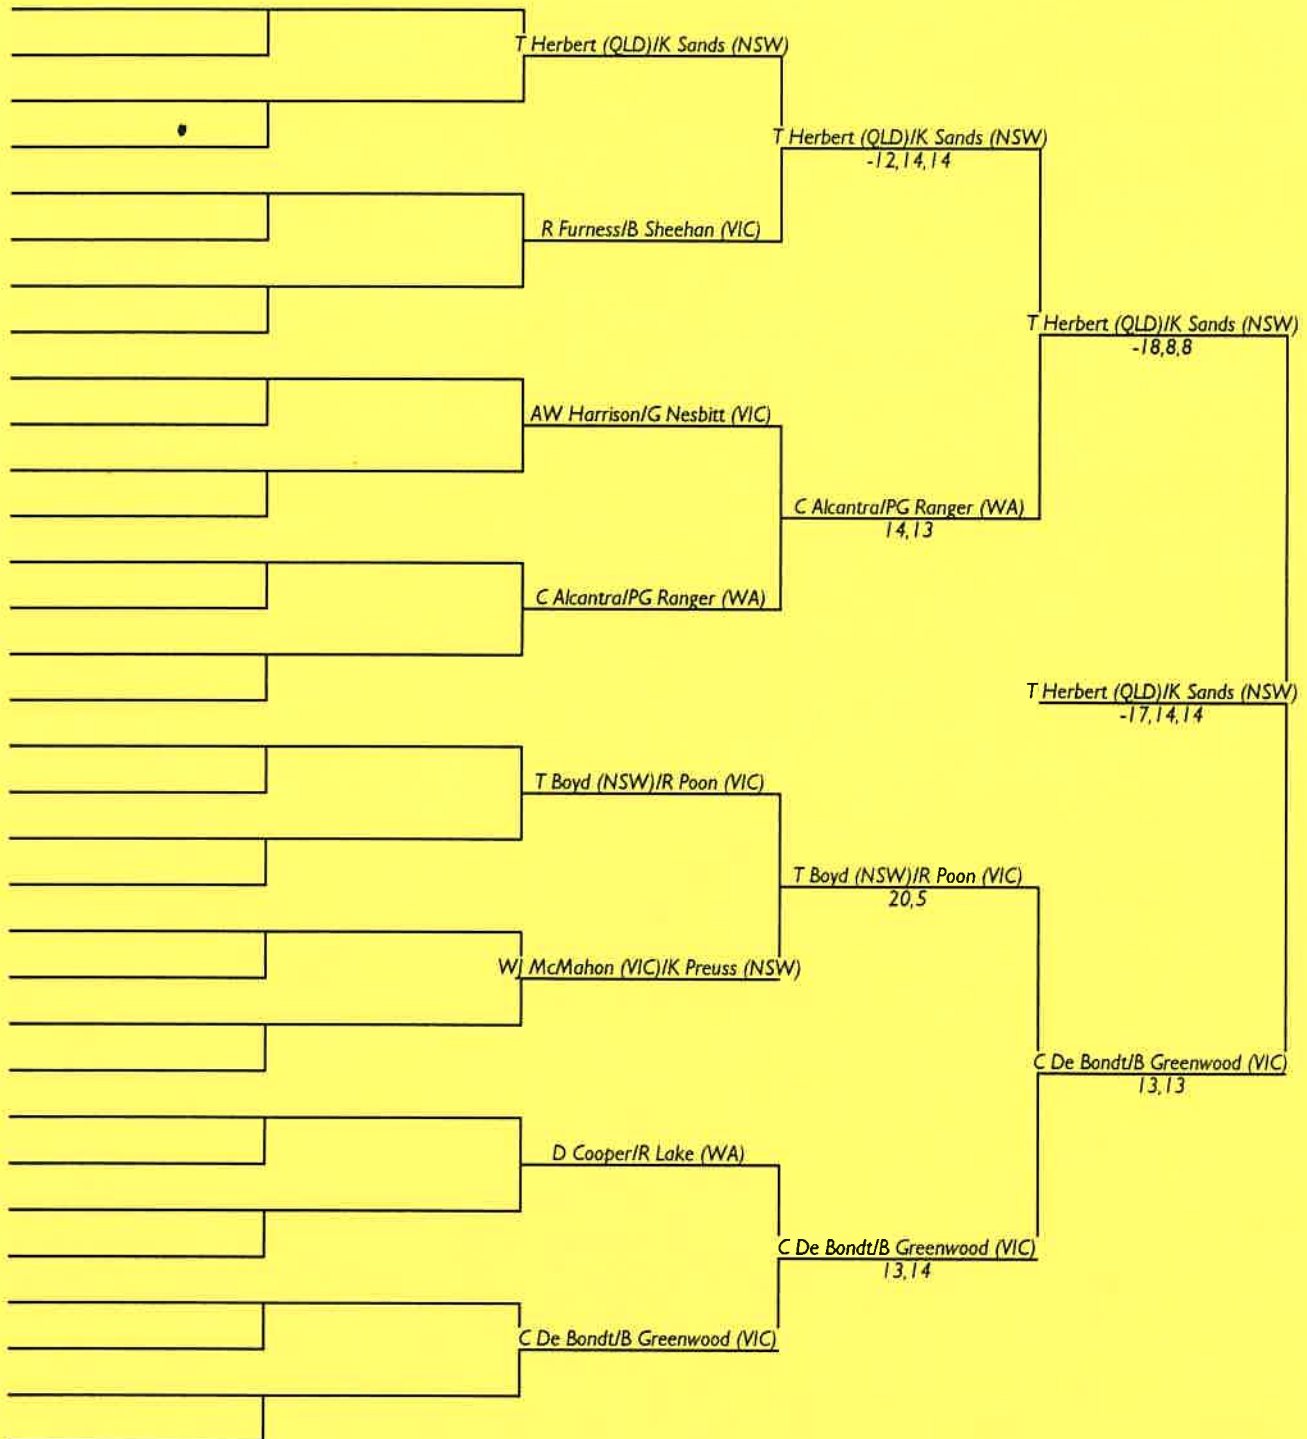 T Herbert (QLD)/K Sands (NSW)
T Herbert (QLD)/K Sands (NSW)
-12,14,14
R Furness/B Sheehan (VIC)
T Herbert (QLD)/K Sands (NSW)
-18,8,8
AW Harrison/G Nesbitt (VIC)
C Alcantra/PG Ranger (WA)
14,13
C Alcantra/PG Ranger (WA)
T Herbert (QLD)/K Sands (NSW)
-17,14,14
T Boyd (NSW)/R Poon (VIC)
T Boyd (NSW)/R Poon (VIC)
20,5
WJ McMahon (VIC)/K Preuss (NSW)
C De Bondt/B Greenwood (VIC)
13,13
D Cooper/R Lake (WA)
C De Bondt/B Greenwood (VIC)
13,14
C De Bondt/B Greenwood (VIC)